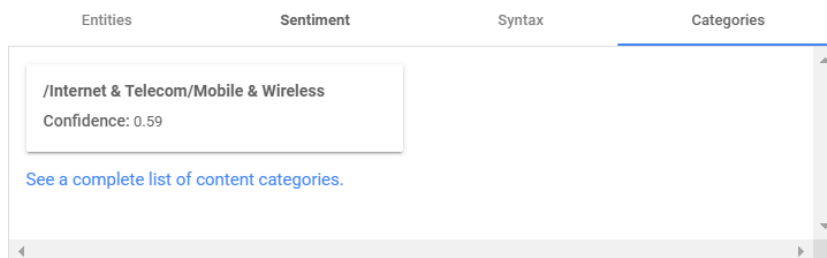 Entities Sentiment Syntax Categories
/Internet & Telecom/Mobile & Wireless
Confidence: 0.59
See a complete list of content categories.